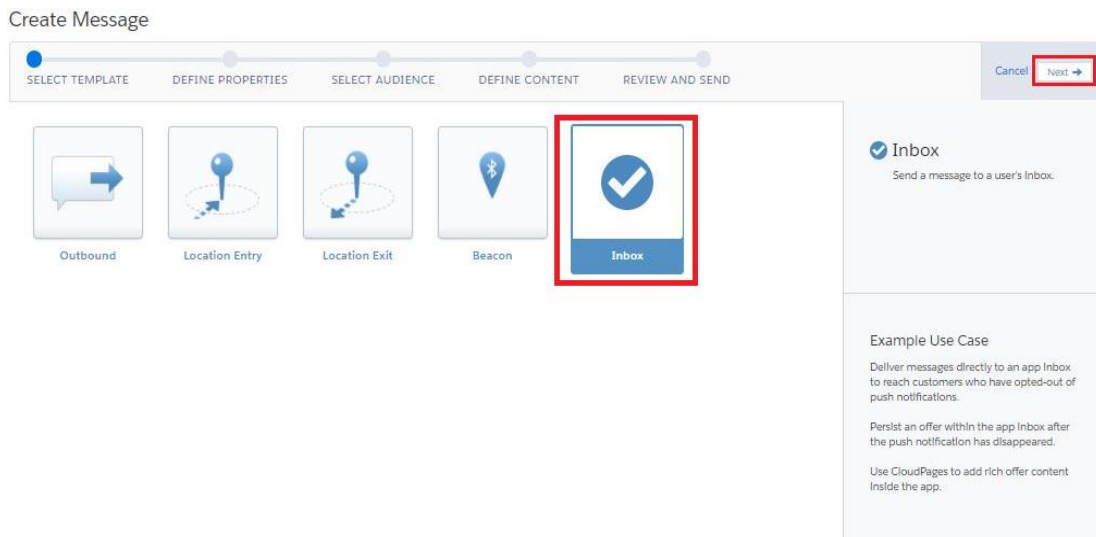 Create Message
SELECT TEMPLATE DEFINE PROPERTIES SELECT AUDIENCE DEFINE CONTENT REVIEW AND SEND
Cancel Next
Outbound Location Entry Location Exit Beacon Inbox
Inbox
Send a message to a user's Inbox.
Example Use Case
Deliver messages directly to an app Inbox
to reach customers who have opted-out of
push notifications.
Persist an offer within the app Inbox after
the push notification has disappeared.
Use CloudPages to add rich offer content
inside the app.